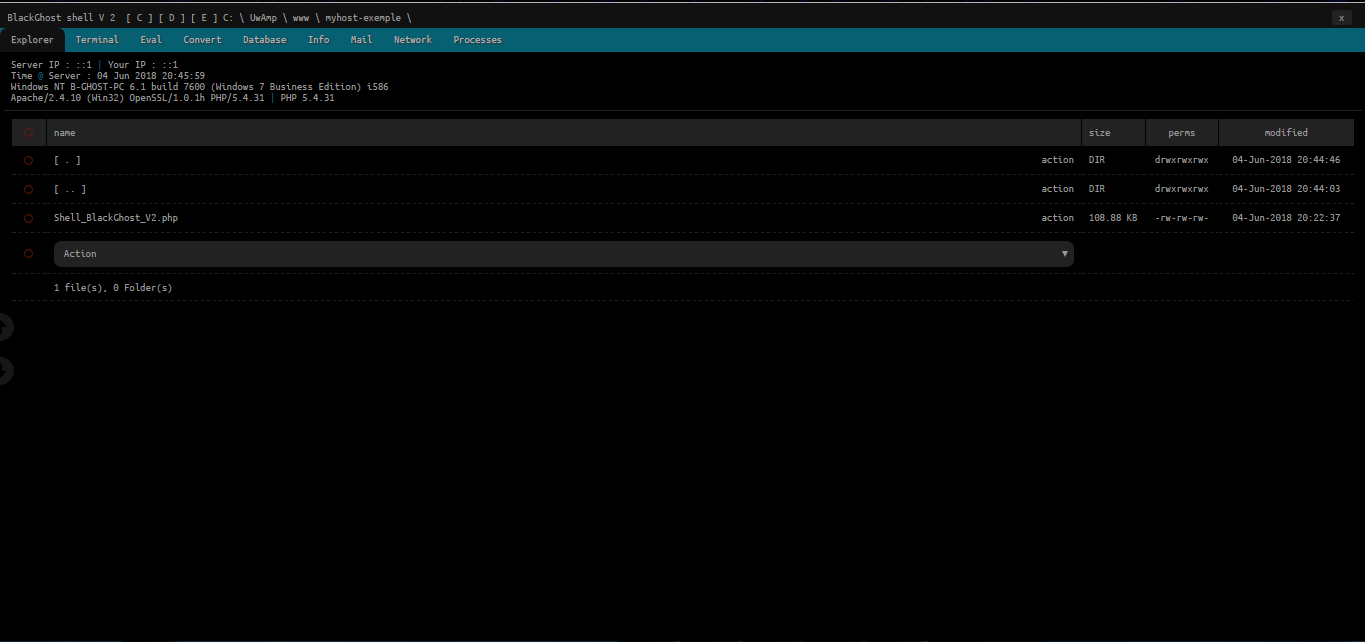 BlackGhost shell V 2 [ C ] [ D ] [ E ] C: \ UwAmp \ www \ myhost-exemple \ x
Explorer Terminal Eval Convert Database Info Mail Network Processes
Server IP : ::1 | Your IP : ::1
Time @ Server : 04 Jun 2018 20:45:59
Windows NT B-GHOST-PC 6.1 build 7600 (Windows 7 Business Edition) i586
Apache/2.4.10 (Win32) OpenSSL/1.0.1h PHP/5.4.31 | PHP 5.4.31
name size perms modified
[ . ] action DIR drwxrwxrwx 04-Jun-2018 20:44:46
[ .. ] action DIR drwxrwxrwx 04-Jun-2018 20:44:03
Shell_BlackGhost_V2.php action 108.88 KB -rw-rw-rw- 04-Jun-2018 20:22:37
Action ▼
1 file(s), 0 Folder(s)